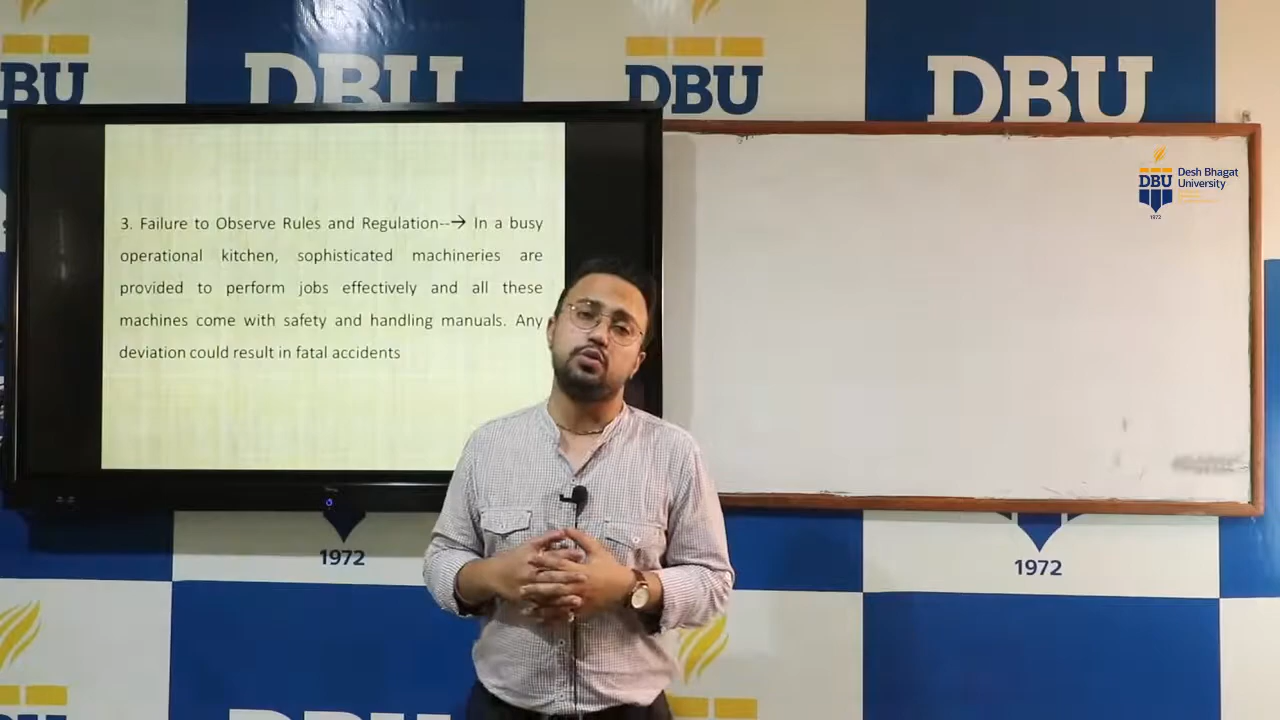 DBU
DBU
DBU
DBU
3. Failure to Observe Rules and Regulation--→ In a busy
operational kitchen, sophisticated machineries are
provided to perform jobs effectively and all these
machines come with safety and handling manuals. Any
deviation could result in fatal accidents
DBU
Desh Bhagat
University
1972
1972
1972
DBU
DBU